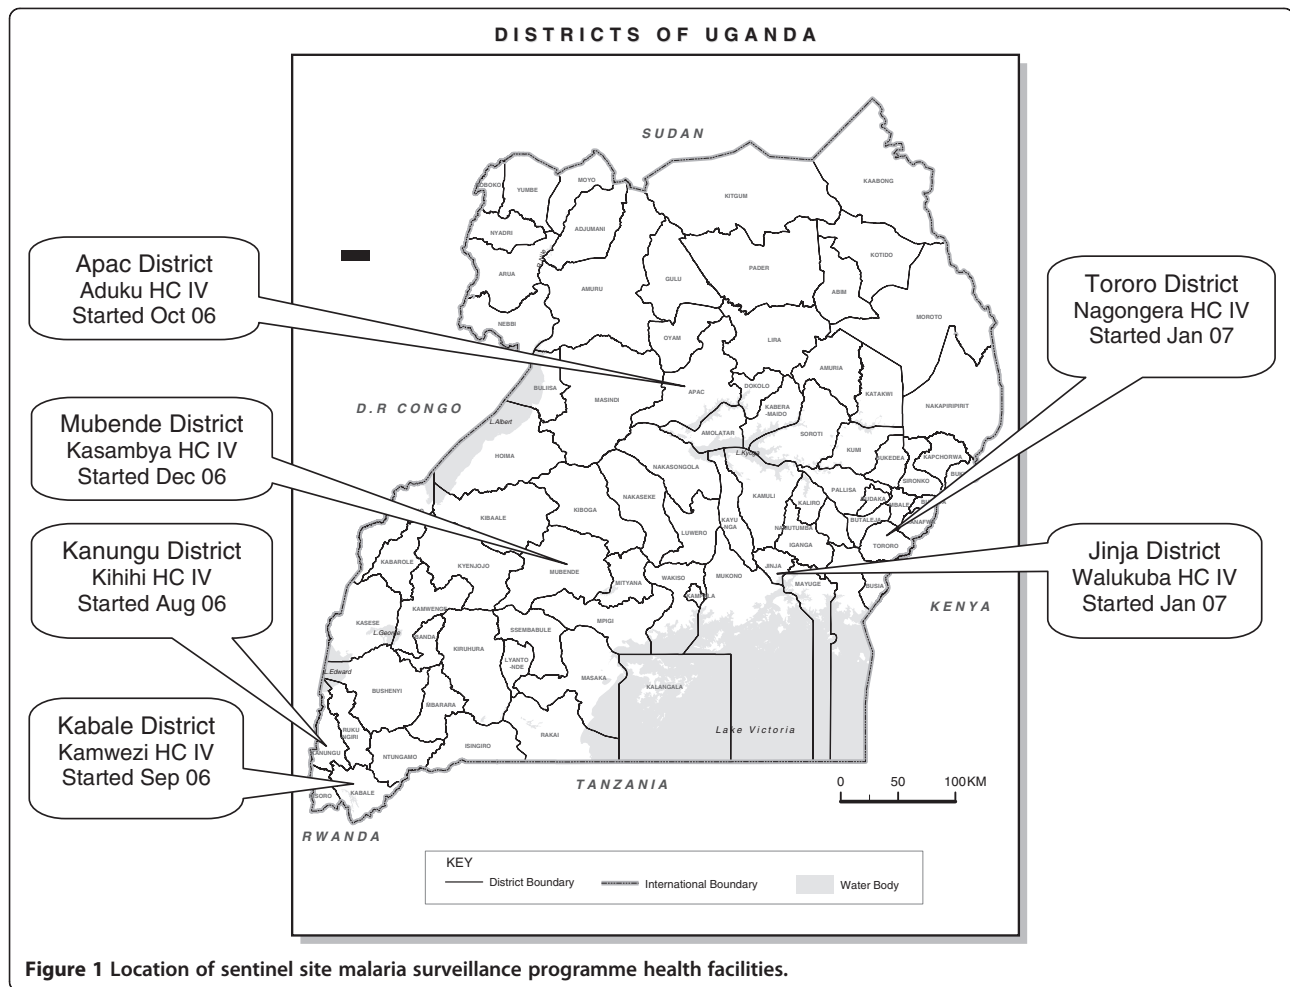 DISTRICTS OF UGANDA
SUDAN
KAABONG
MOYO
YUMBE
KITGUM
NYADRI
ADJUMANI
KOTIDO
ARUA
GULU
PADER
ABIM
AMURU
MOROTO
NEBBI
OYAM
LIRA
AMURIA
BULIISA
MASINDI
APAC
DOKOLO
KATAKWI
NAKAPIRIPIRIT
KABERA
-MAIDO
D.R CONGO
L.Albert
AMOLATAR
SOROTI
HOIMA
L.Kyoga
KUMI
KAPCHORWA
NAKASONGOLA
SIRONKO
KAMULI
PALLISA
NAKASEKE
KALIRO
KIBOGA
KIBAALE
KAYU
NGA
BUTALEJA
LUWERO
NAMUTUMBA
IGANGA
TORORO
KABAROLE
KYENJOJO
MUBENDE
MITYANA
WAKISO
MUKONO
JINJA
MAYUGE
BUSIA
KAMPALA
KENYA
KAMWENGE
KASESE
MPIGI
L.George
SSEMBABULE
KIRUHURA
LYANTO
-NDE
L.Edward
MASAKA
KALANGALA
BUSHENYI
MBARARA
RUKU
NGIRI
Lake Victoria
RAKAI
ISINGIRO
NTUNGAMO
KABALE
TANZANIA
RWANDA
0 50 100KM
Apac District
Aduku HC IV
Started Oct 06
Mubende District
Kasambya HC IV
Started Dec 06
Kanungu District
Kihihi HC IV
Started Aug 06
Kabale District
Kamwezi HC IV
Started Sep 06
Tororo District
Nagongera HC IV
Started Jan 07
Jinja District
Walukuba HC IV
Started Jan 07
KEY
District Boundary International Boundary Water Body
Figure 1 Location of sentinel site malaria surveillance programme health facilities.